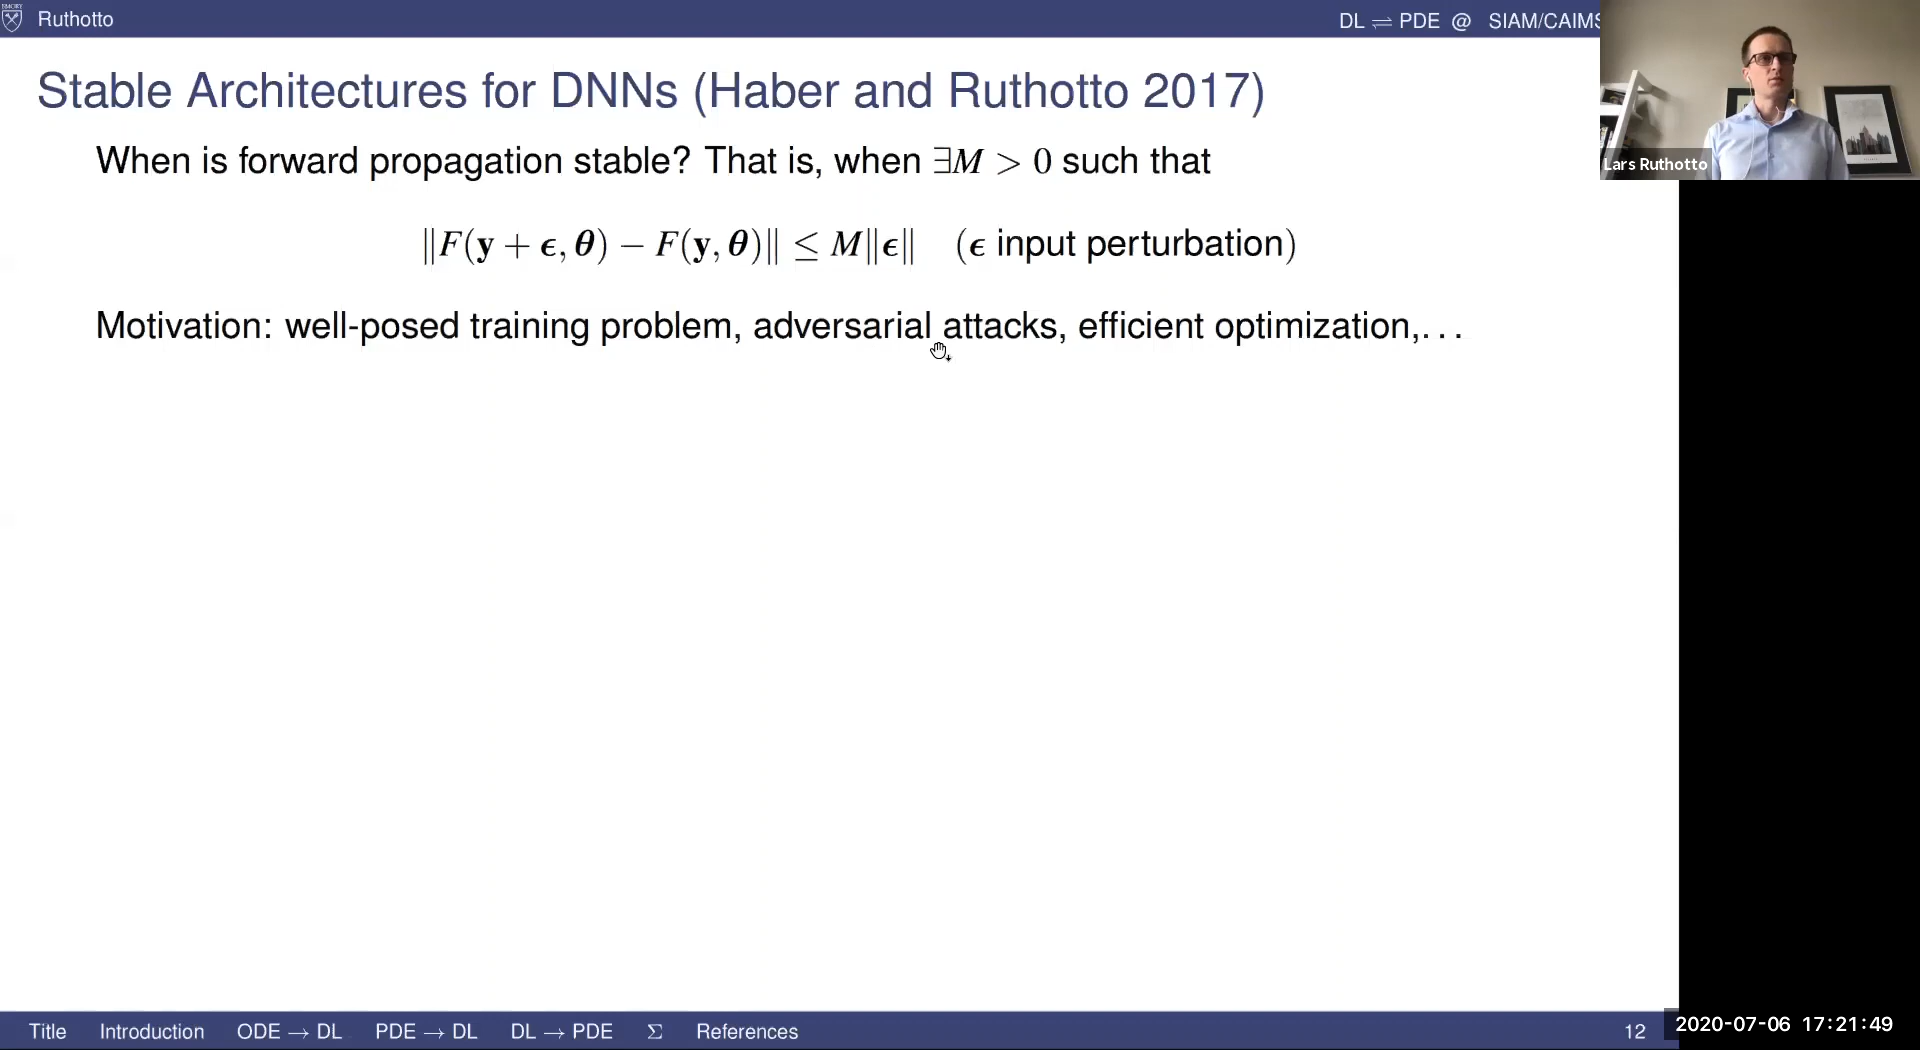 EMORY
Ruthotto
DL ⇌ PDE @ SIAM/CAIMS
Stable Architectures for DNNs (Haber and Ruthotto 2017)
When is forward propagation stable? That is, when ∃M > 0 such that
‖F(y + ϵ, θ) − F(y, θ)‖ ≤ M‖ϵ‖ (ϵ input perturbation)
Motivation: well-posed training problem, adversarial attacks, efficient optimization,...
Lars Ruthotto
Title Introduction ODE → DL PDE → DL DL → PDE Σ References 12
2020-07-06 17:21:49